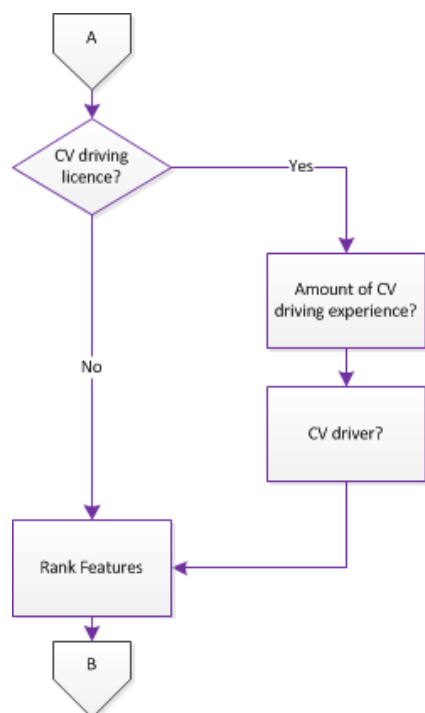 A
CV driving
licence?
Yes
Amount of CV
driving experience?
No
CV driver?
Rank Features
B